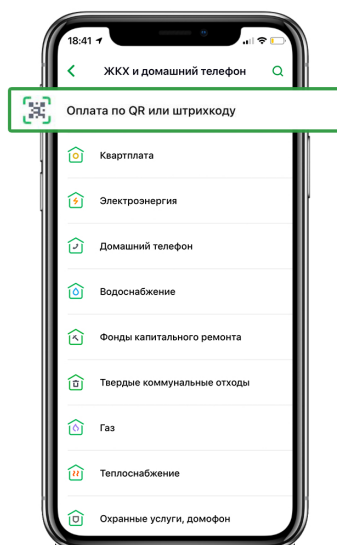 18:41
ЖКХ и домашний телефон
Оплата по QR или штрихкоду
Квартплата
Электроэнергия
Домашний телефон
Водоснабжение
Фонды капитального ремонта
Твердые коммунальные отходы
Газ
Теплоснабжение
Охранные услуги, домофон